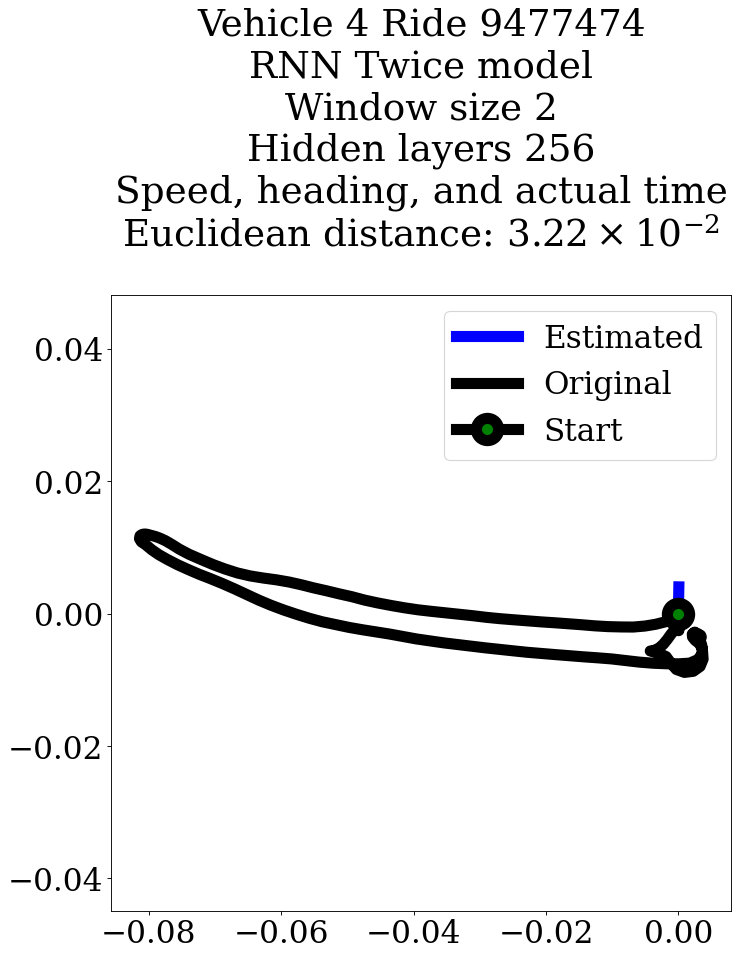 Vehicle 4 Ride 9477474
RNN Twice model
Window size 2
Hidden layers 256
Speed, heading, and actual time
Euclidean distance: 3.22 × 10⁻²
Estimated
Original
Start
0.04
0.02
0.00
−0.02
−0.04
−0.08 −0.06 −0.04 −0.02 0.00